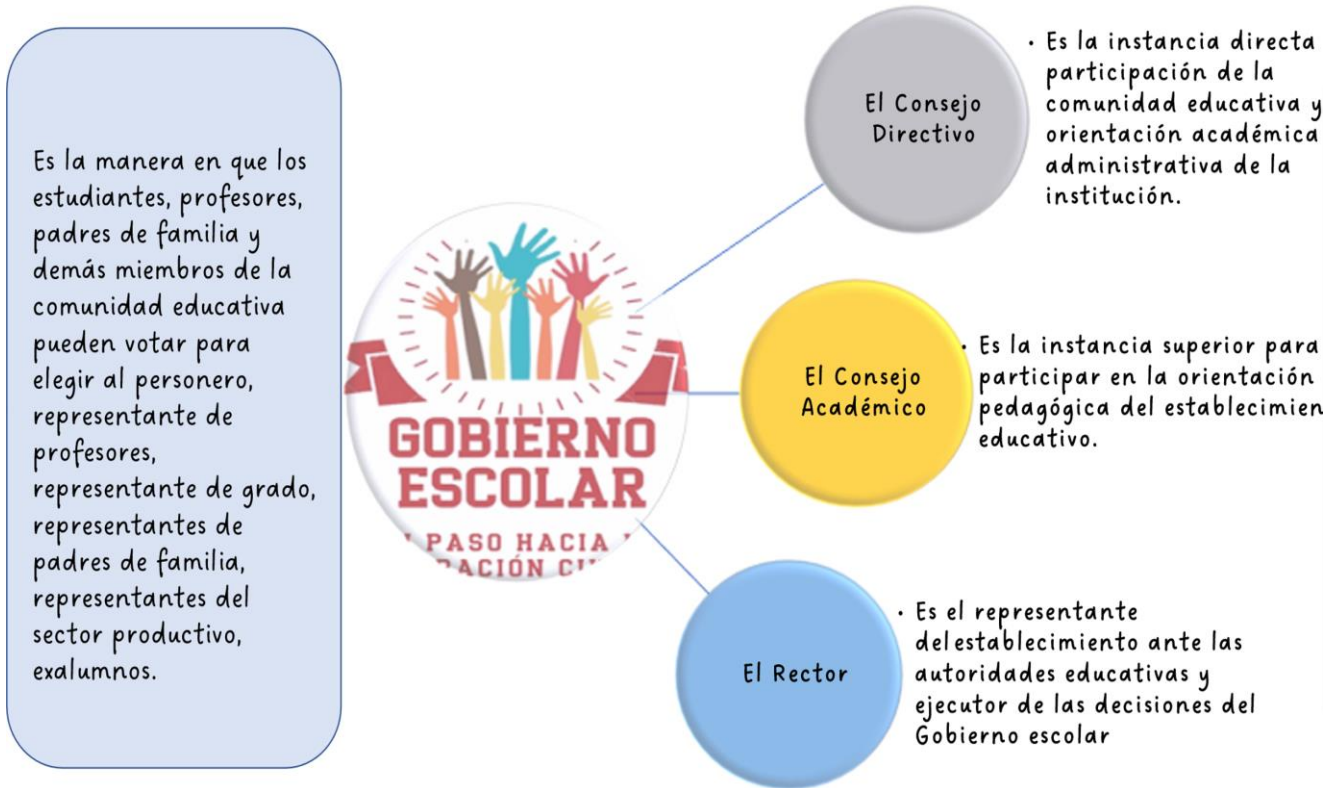 Es la manera en que los
estudiantes, profesores,
padres de familia y
demás miembros de la
comunidad educativa
pueden votar para
elegir al personero,
representante de
profesores,
representante de grado,
representantes de
padres de familia,
representantes del
sector productivo,
exalumnos.
GOBIERNO
ESCOLAR
PASO HACIA
El Consejo
Directivo
· Es la instancia directa
participación de la
comunidad educativa y
orientación académica
administrativa de la
institución.
El Consejo
Académico
· Es la instancia superior para
participar en la orientación
pedagógica del establecimien
educativo.
El Rector
· Es el representante
delestablecimiento ante las
autoridades educativas y
ejecutor de las decisiones del
Gobierno escolar